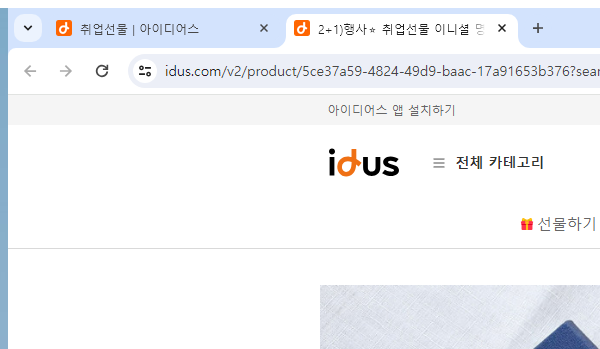 취업선물 | 아이디어스
2+1)행사⭐ 취업선물 이니셜 명
idus.com/v2/product/5ce37a59-4824-49d9-baac-17a91653b376?sear
아이디어스 앱 설치하기
idus
전체 카테고리
선물하기